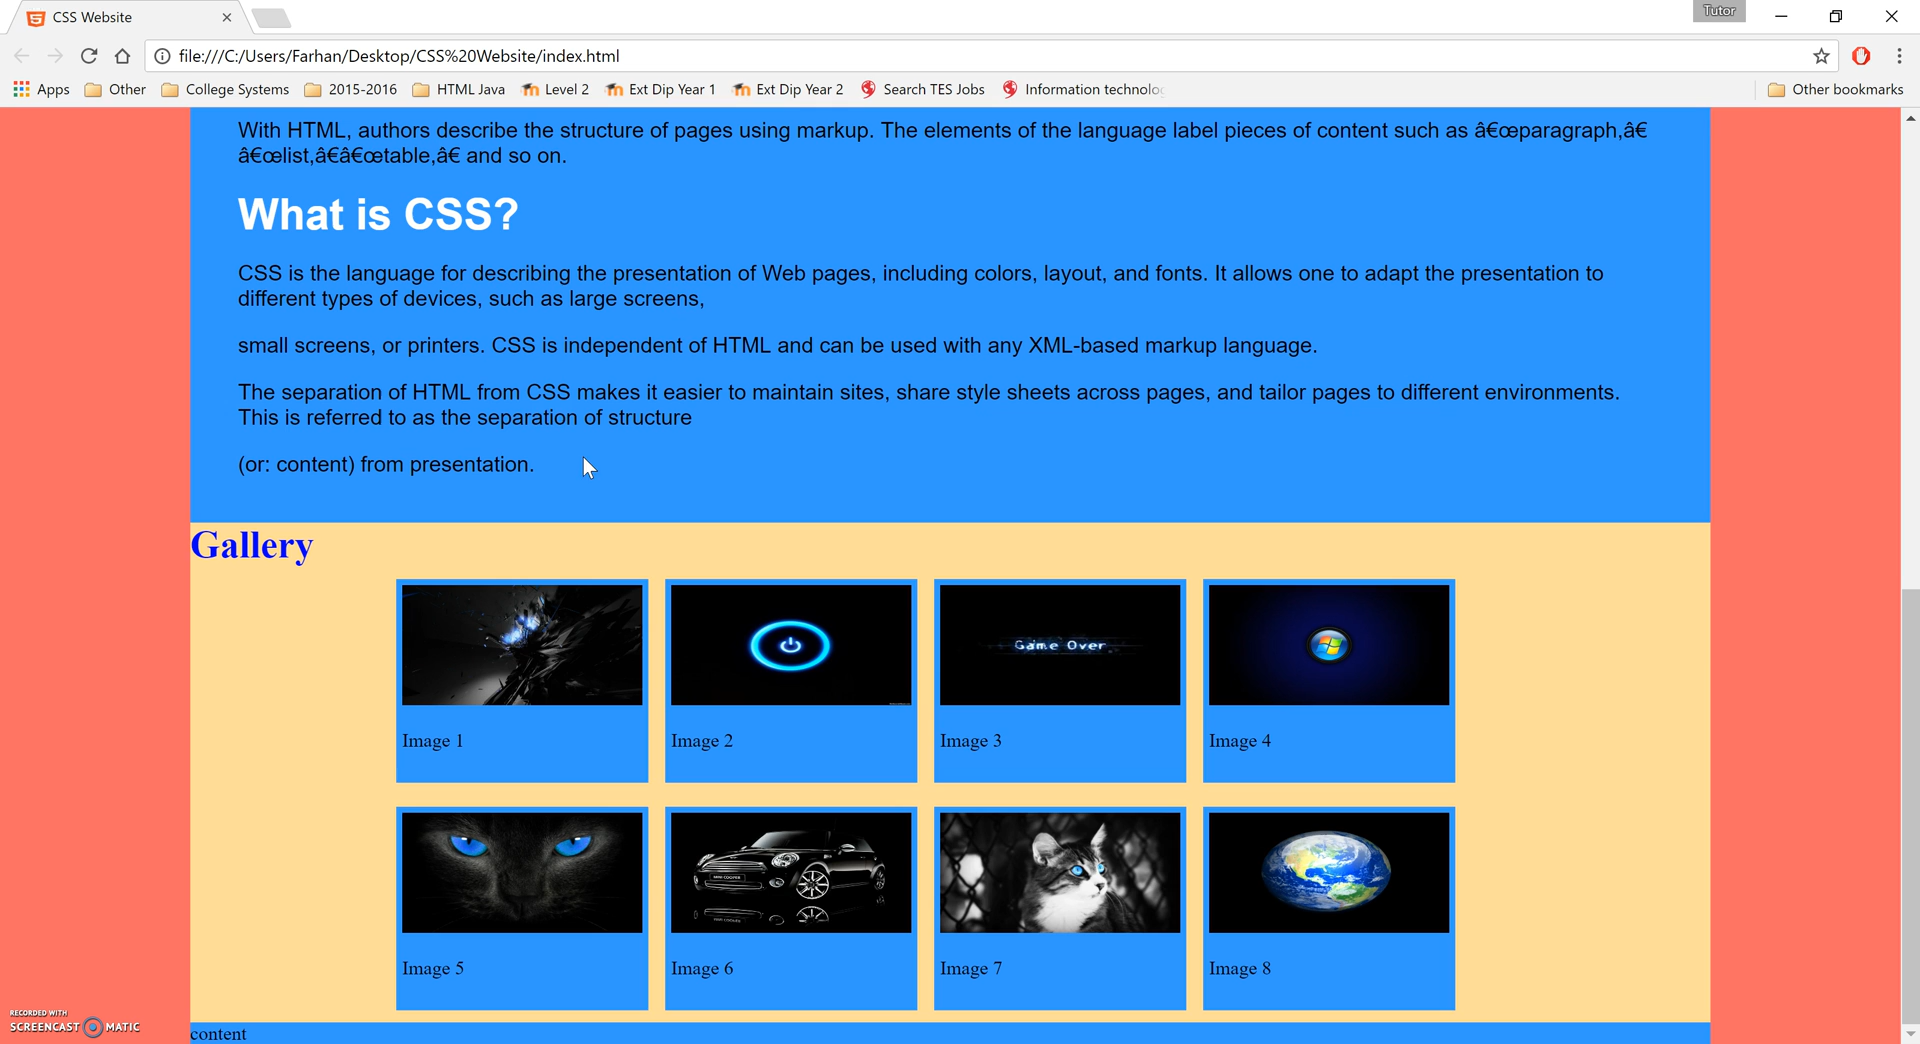 CSS Website
Tutor
file:///C:/Users/Farhan/Desktop/CSS%20Website/index.html
Apps Other College Systems 2015-2016 HTML Java Level 2 Ext Dip Year 1 Ext Dip Year 2 Search TES Jobs Information technolo Other bookmarks
With HTML, authors describe the structure of pages using markup. The elements of the language label pieces of content such as â€œparagraph,â€
â€œlist,â€â€œtable,â€ and so on.
What is CSS?
CSS is the language for describing the presentation of Web pages, including colors, layout, and fonts. It allows one to adapt the presentation to
different types of devices, such as large screens,
small screens, or printers. CSS is independent of HTML and can be used with any XML-based markup language.
The separation of HTML from CSS makes it easier to maintain sites, share style sheets across pages, and tailor pages to different environments.
This is referred to as the separation of structure
(or: content) from presentation.
Gallery
Game Over
Image 1 Image 2 Image 3 Image 4
MINI COOPER
Image 5 Image 6 Image 7 Image 8
RECORDED WITH
SCREENCAST MATIC
content